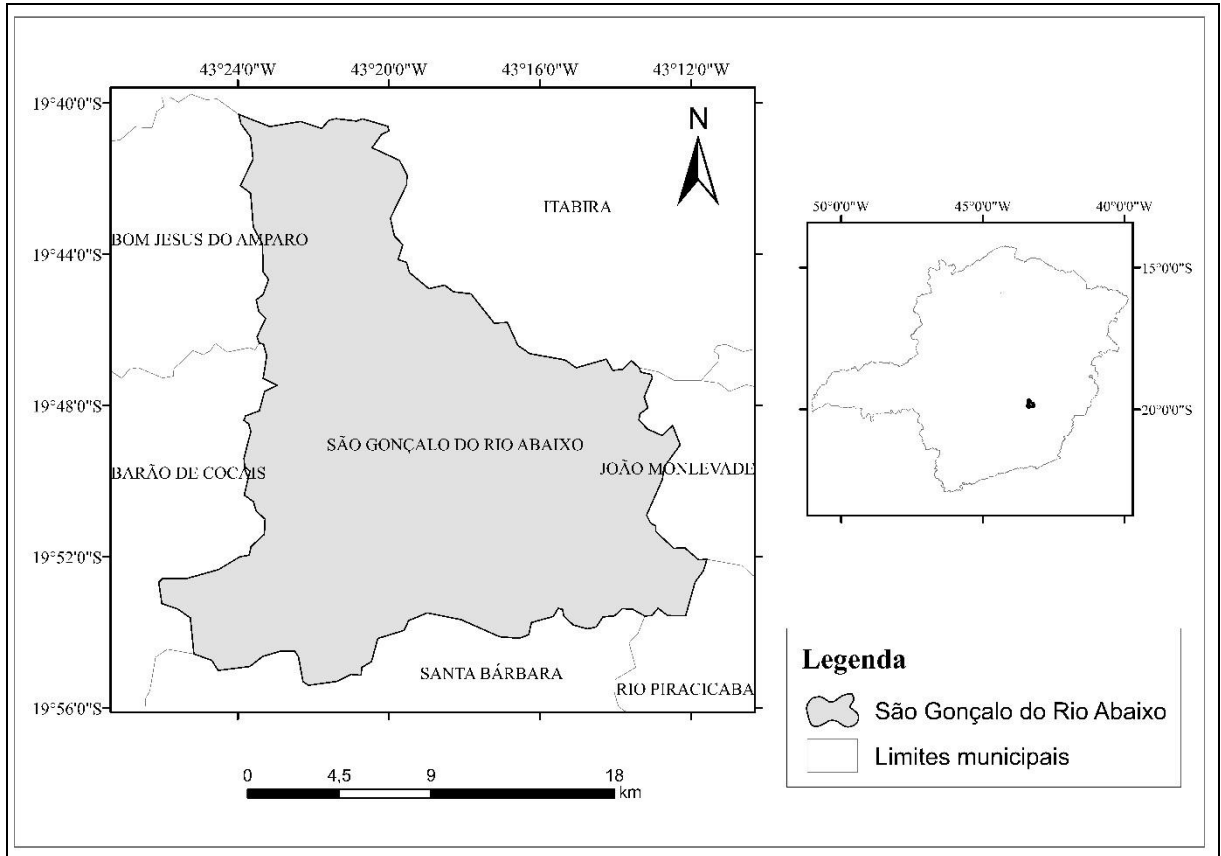 43°24'0"W 43°20'0"W 43°16'0"W 43°12'0"W
19°40'0"S
N
ITABIRA
BOM JESUS DO AMPARO
19°44'0"S
19°48'0"S
SÃO GONÇALO DO RIO ABAIXO
BARÃO DE COCAIS
JOÃO MONLEVADE
19°52'0"S
SANTA BÁRBARA
RIO PIRACICABA
19°56'0"S
0 4,5 9 18
km
50°0'0"W 45°0'0"W 40°0'0"W
15°0'0"S
20°0'0"S
Legenda
São Gonçalo do Rio Abaixo
Limites municipais